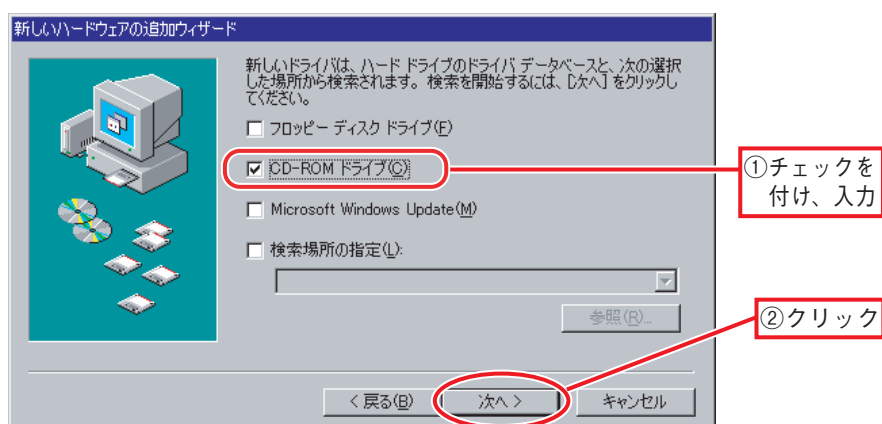 新しいハードウェアの追加ウィザード
新しいドライバは、ハード ドライブのドライバ データベースと、次の選択
した場所から検索されます。検索を開始するには、[次へ] をクリックし
てください。
フロッピー ディスク ドライブ(F)
CD-ROM ドライブ(C)
①チェックを
付け、入力
Microsoft Windows Update(M)
検索場所の指定(L):
参照(R)...
②クリック
< 戻る(B)
次へ >
キャンセル